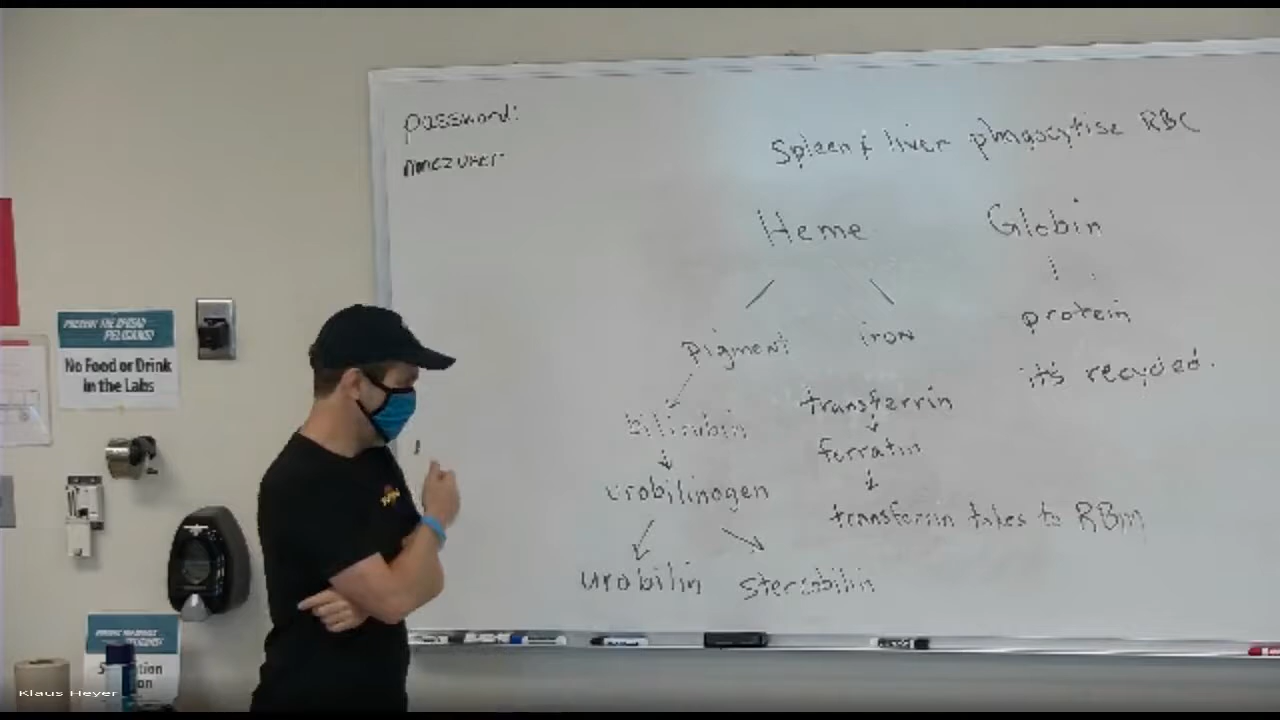 password:
Spleen & liver phagocytise RBC
Heme
Globin
pigment
iron
protein
it's recycled.
bilirubin
transferrin
ferratin
urobilinogen
transferrin takes to RBM
urobilin
stercobilin
PELICANS!
No Food or Drink
in the Labs
Klaus Heyer